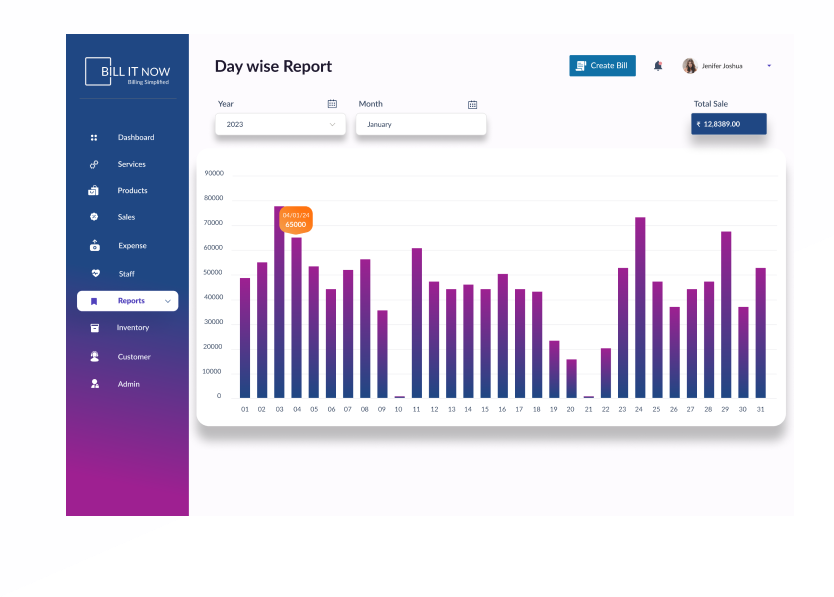 BILL IT NOW
Billing Simplified
Dashboard
Services
Products
Sales
Expense
Staff
Reports
Inventory
Customer
Admin
Day wise Report
Create Bill
Jenifer Joshua
Year
Month
Total Sale
2023
January
₹ 12,8389.00
90000
80000
70000
60000
50000
40000
30000
20000
10000
0
04/01/24
65000
01 02 03 04 05 06 07 08 09 10 11 12 13 14 15 16 17 18 19 20 21 22 23 24 25 26 27 28 29 30 31